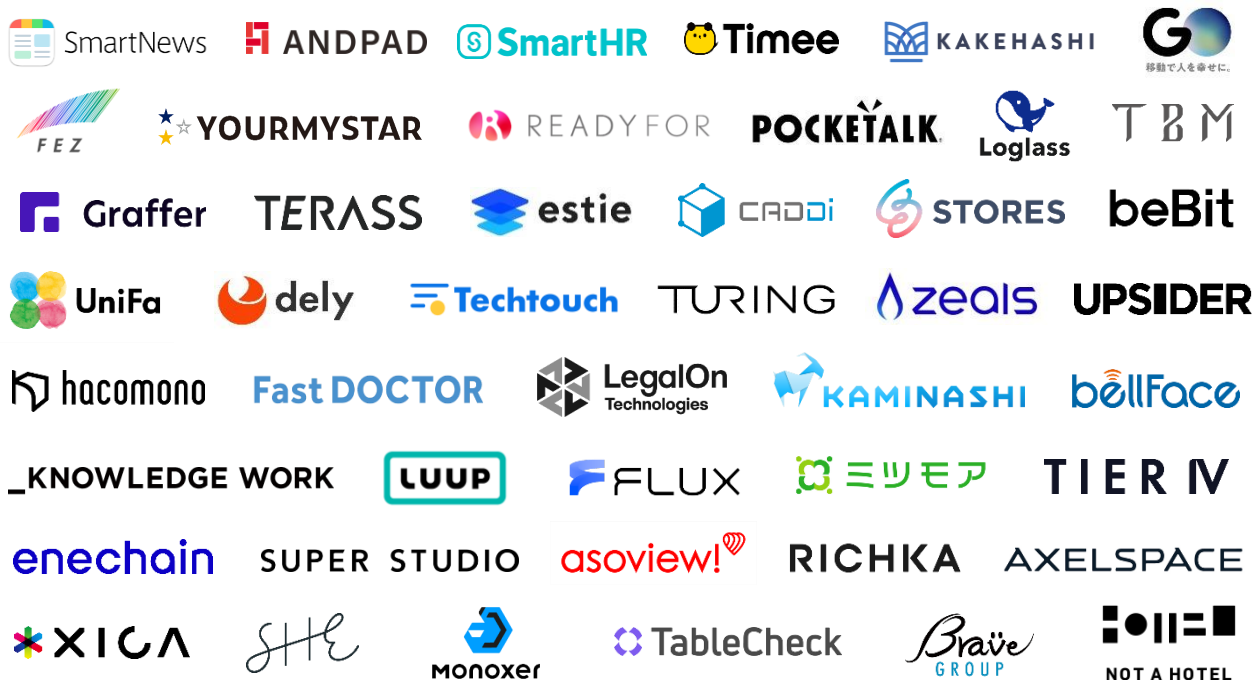 SmartNews
ANDPAD
SmartHR
Timee
KAKEHASHI
GO
移動で人を幸せに。
FEZ
YOURMYSTAR
READYFOR
POCKETALK
Loglass
TBM
Graffer
TERASS
estie
CADDi
STORES
beBit
UniFa
dely
Techtouch
TURING
zeals
UPSIDER
hacomono
Fast DOCTOR
LegalOn
Technologies
KAMINASHI
bellFace
_KNOWLEDGE WORK
LUUP
FLUX
ミツモア
TIER IV
enechain
SUPER STUDIO
asoview!
RICHKA
AXELSPACE
XICA
SHE
MONOXER
TableCheck
Brave
GROUP
NOT A HOTEL